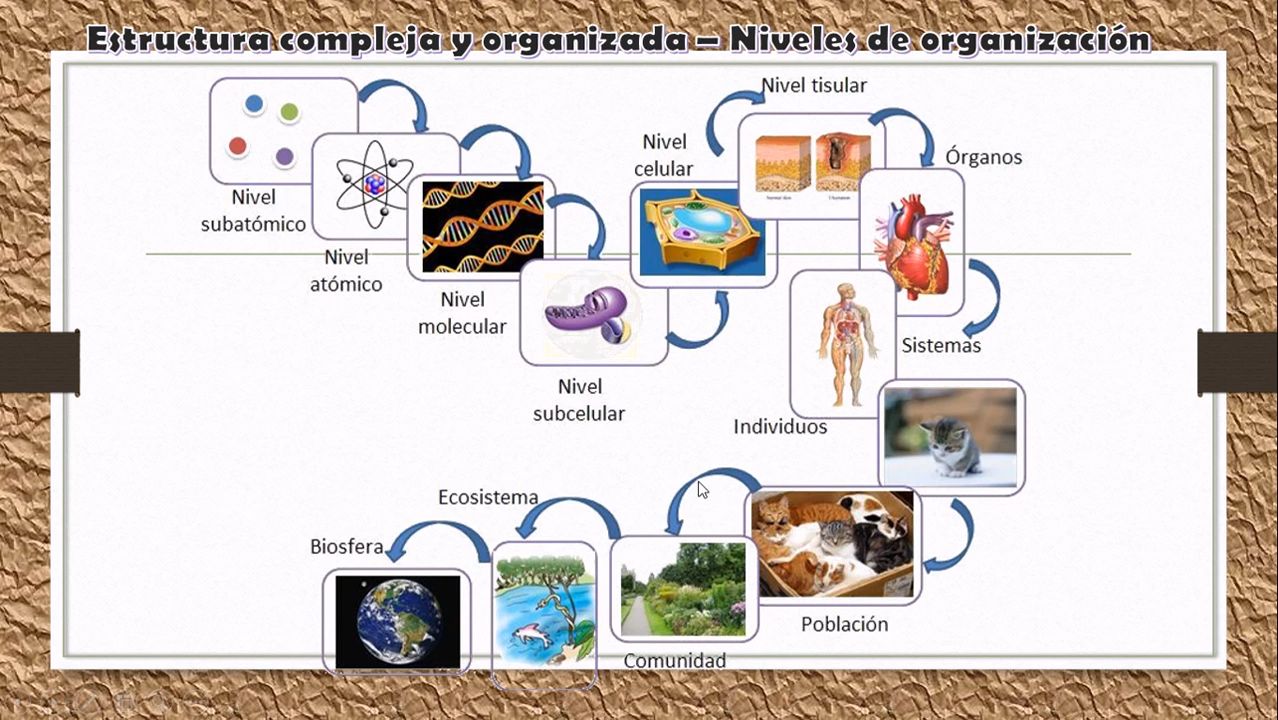 Estructura compleja y organizada – Niveles de organización
Nivel
subatómico
Nivel
atómico
Nivel
molecular
Nivel
subcelular
Nivel
celular
Nivel tisular
Órganos
Sistemas
Individuos
Población
Comunidad
Ecosistema
Biosfera